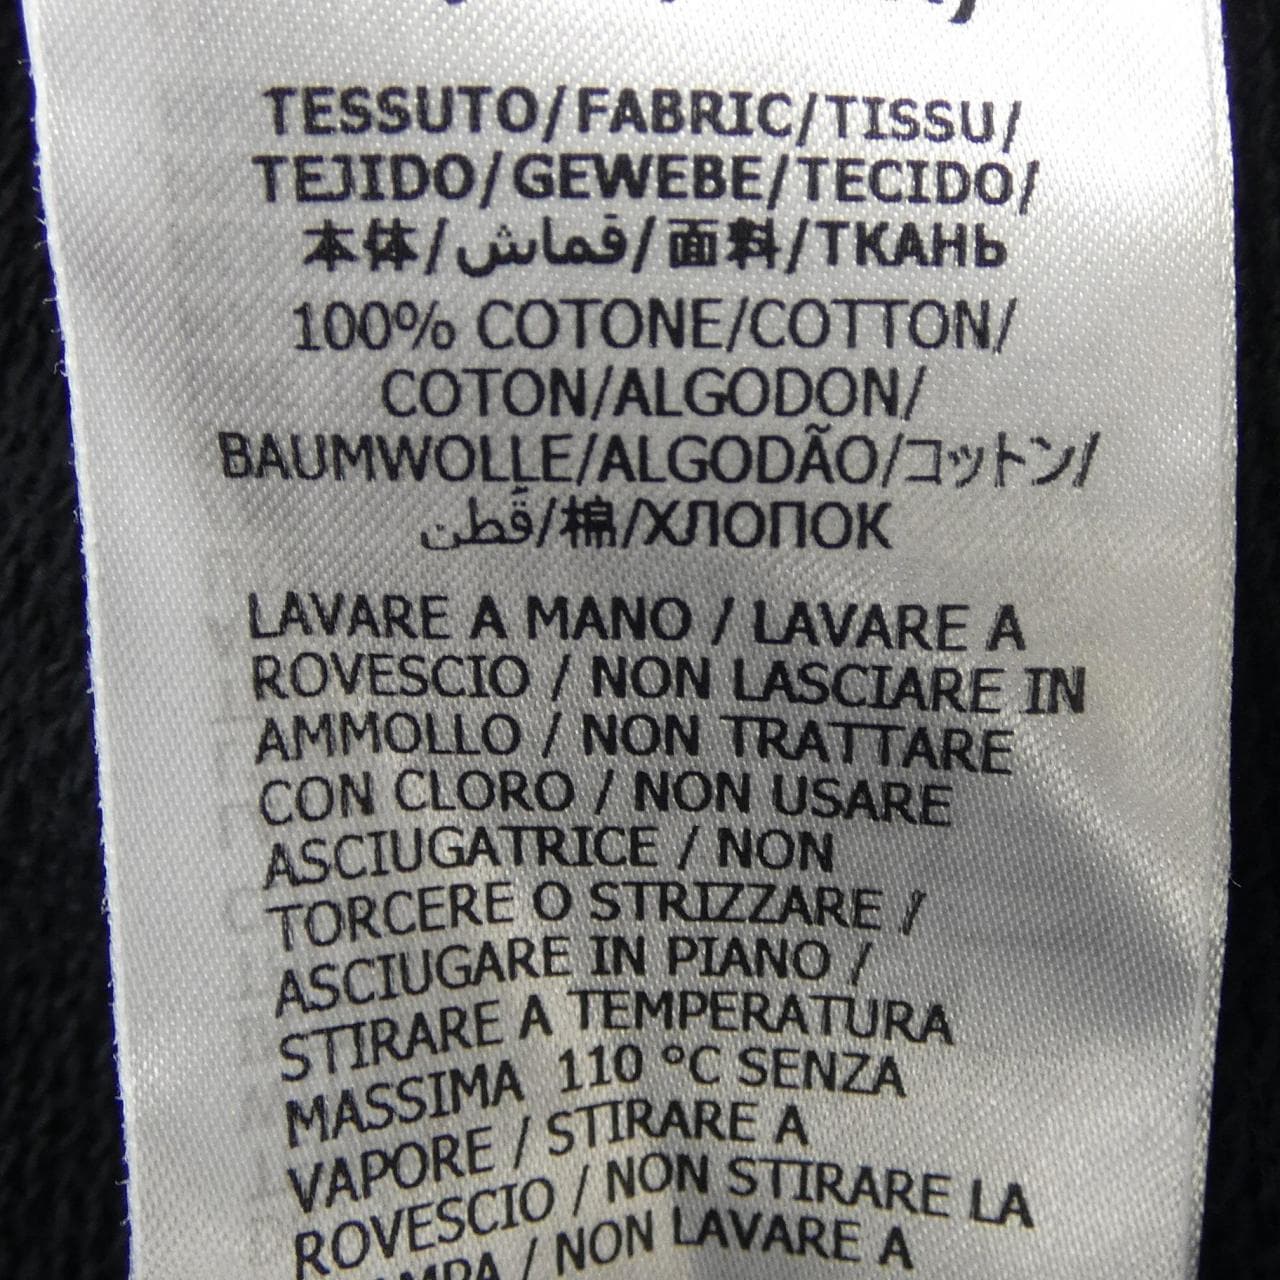 TESSUTO/FABRIC/TISSU/
TEJIDO/GEWEBE/TECIDO/
本体/قماش/面料/ТКАНЬ
100% COTONE/COTTON/
COTON/ALGODON/
BAUMWOLLE/ALGODÃO/コットン/
قطن/棉/ХЛОПОК
LAVARE A MANO / LAVARE A
ROVESCIO / NON LASCIARE IN
AMMOLLO / NON TRATTARE
CON CLORO / NON USARE
ASCIUGATRICE / NON
TORCERE O STRIZZARE /
ASCIUGARE IN PIANO /
STIRARE A TEMPERATURA
MASSIMA 110 °C SENZA
VAPORE / STIRARE A
ROVESCIO / NON STIRARE LA
/ NON LAVARE A